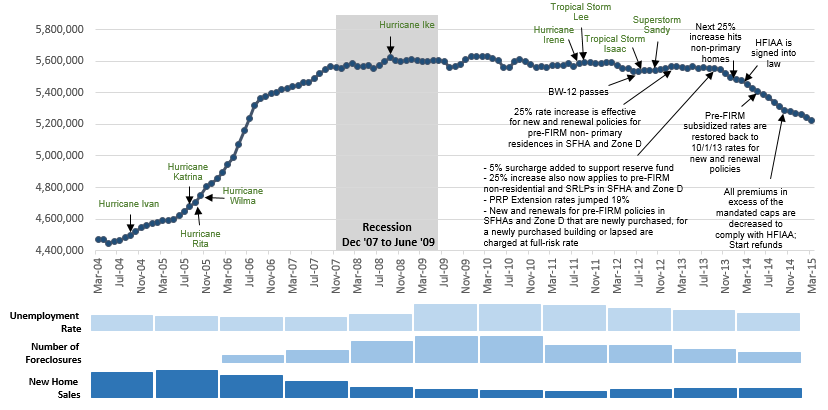 5,800,000
5,600,000
5,400,000
5,200,000
5,000,000
4,800,000
4,600,000
4,400,000
Hurricane Ivan
Hurricane
Katrina
Hurricane
Wilma
Hurricane
Rita
Hurricane Ike
Recession
Dec '07 to June '09
Hurricane
Irene
Tropical Storm
Lee
Tropical Storm
Isaac
Superstorm
Sandy
Next 25%
increase hits
non-primary
homes
HFIAA is
signed into
law
BW-12 passes
25% rate increase is effective
for new and renewal policies for
pre-FIRM non- primary
residences in SFHA and Zone D
- 5% surcharge added to support reserve fund
- 25% increase also now applies to pre-FIRM
non-residential and SRLPs in SFHA and Zone D
- PRP Extension rates jumped 19%
- New and renewals for pre-FIRM policies in
SFHAs and Zone D that are newly purchased, for
a newly purchased building or lapsed are
charged at full-risk rate
Pre-FIRM
subsidized rates are
restored back to
10/1/13 rates for
new and renewal
policies
All premiums in
excess of the
mandated caps are
decreased to
comply with HFIAA;
Start refunds
Mar-04
Jul-04
Nov-04
Mar-05
Jul-05
Nov-05
Mar-06
Jul-06
Nov-06
Mar-07
Jul-07
Nov-07
Mar-08
Jul-08
Nov-08
Mar-09
Jul-09
Nov-09
Mar-10
Jul-10
Nov-10
Mar-11
Jul-11
Nov-11
Mar-12
Jul-12
Nov-12
Mar-13
Jul-13
Nov-13
Mar-14
Jul-14
Nov-14
Mar-15
Unemployment
Rate
Number of
Foreclosures
New Home
Sales